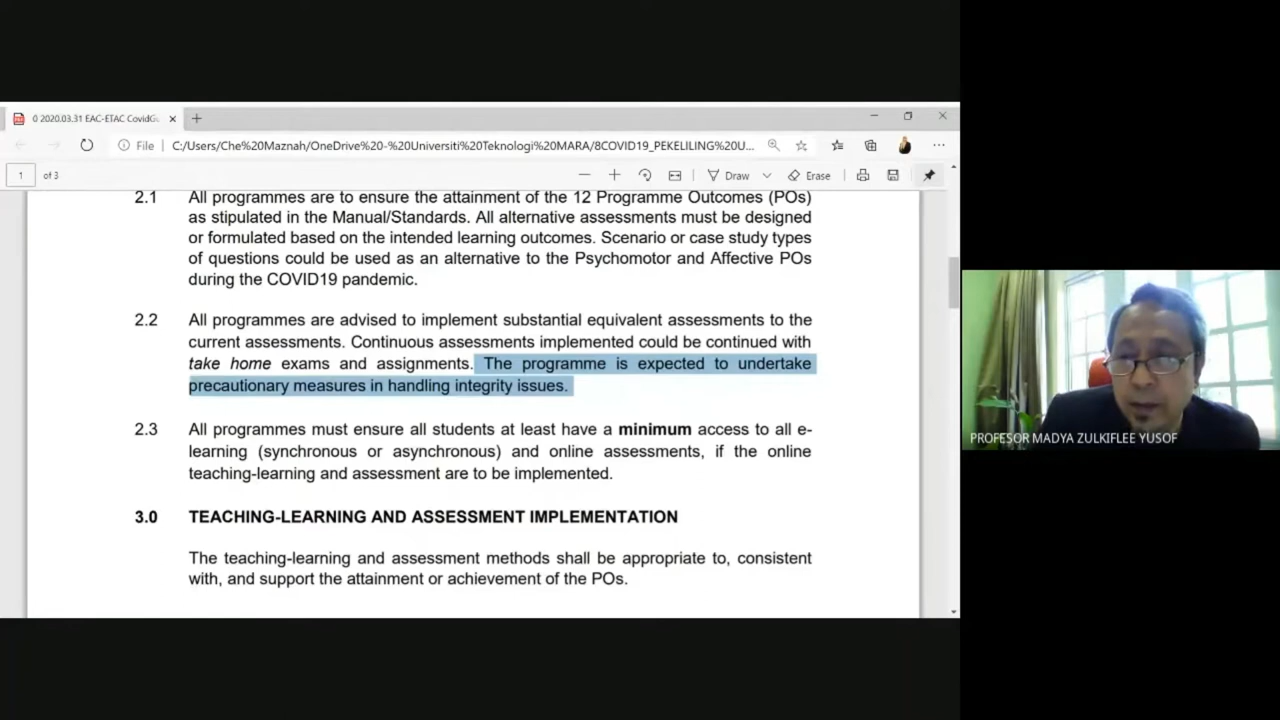 0 2020.03.31 EAC-ETAC CovidGu
File C:/Users/Che%20Maznah/OneDrive%20-%20Universiti%20Teknologi%20MARA/8COVID19_PEKELILING%20U...
1 of 3 Draw Erase
2.1 All programmes are to ensure the attainment of the 12 Programme Outcomes (POs)
as stipulated in the Manual/Standards. All alternative assessments must be designed
or formulated based on the intended learning outcomes. Scenario or case study types
of questions could be used as an alternative to the Psychomotor and Affective POs
during the COVID19 pandemic.
2.2 All programmes are advised to implement substantial equivalent assessments to the
current assessments. Continuous assessments implemented could be continued with
take home exams and assignments. The programme is expected to undertake
precautionary measures in handling integrity issues.
2.3 All programmes must ensure all students at least have a minimum access to all e-
learning (synchronous or asynchronous) and online assessments, if the online
teaching-learning and assessment are to be implemented.
3.0 TEACHING-LEARNING AND ASSESSMENT IMPLEMENTATION
The teaching-learning and assessment methods shall be appropriate to, consistent
with, and support the attainment or achievement of the POs.
PROFESOR MADYA ZULKIFLEE YUSOF